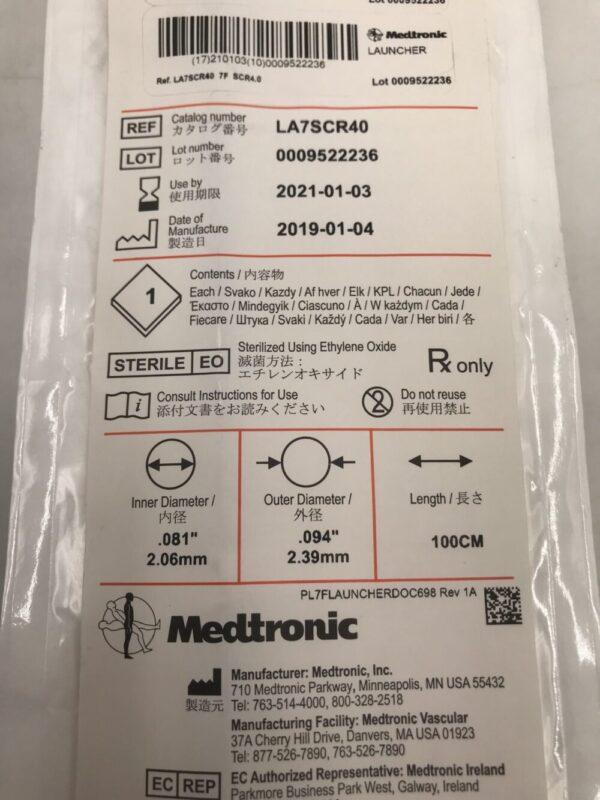 Lot 0009522236
(17)210103(10)0009522236
Medtronic
LAUNCHER
Ref. LA7SCR40 7F SCR4.0
Lot 0009522236
REF
Catalog number
カタログ番号
LA7SCR40
LOT
Lot number
ロット番号
0009522236
Use by
使用期限
2021-01-03
Date of
Manufacture
製造日
2019-01-04
1
Contents / 内容物
Each / Svako / Kazdy / Af hver / Elk / KPL / Chacun / Jede /
Έκαστο / Mindegyik / Ciascuno / À / W każdym / Cada /
Fiecare / Штука / Svaki / Každý / Cada / Var / Her biri / 各
STERILE EO
Sterilized Using Ethylene Oxide
滅菌方法：
エチレンオキサイド
Rx only
i
Consult Instructions for Use
添付文書をお読みください
2
Do not reuse
再使用禁止
Inner Diameter /
内径
.081"
2.06mm
Outer Diameter /
外径
.094"
2.39mm
Length / 長さ
100CM
PL7FLAUNCHERDOC698 Rev 1A
Medtronic
製造元
Manufacturer: Medtronic, Inc.
710 Medtronic Parkway, Minneapolis, MN USA 55432
Tel: 763-514-4000, 800-328-2518
Manufacturing Facility: Medtronic Vascular
37A Cherry Hill Drive, Danvers, MA USA 01923
Tel: 877-526-7890, 763-526-7890
EC REP
EC Authorized Representative: Medtronic Ireland
Parkmore Business Park West, Galway, Ireland